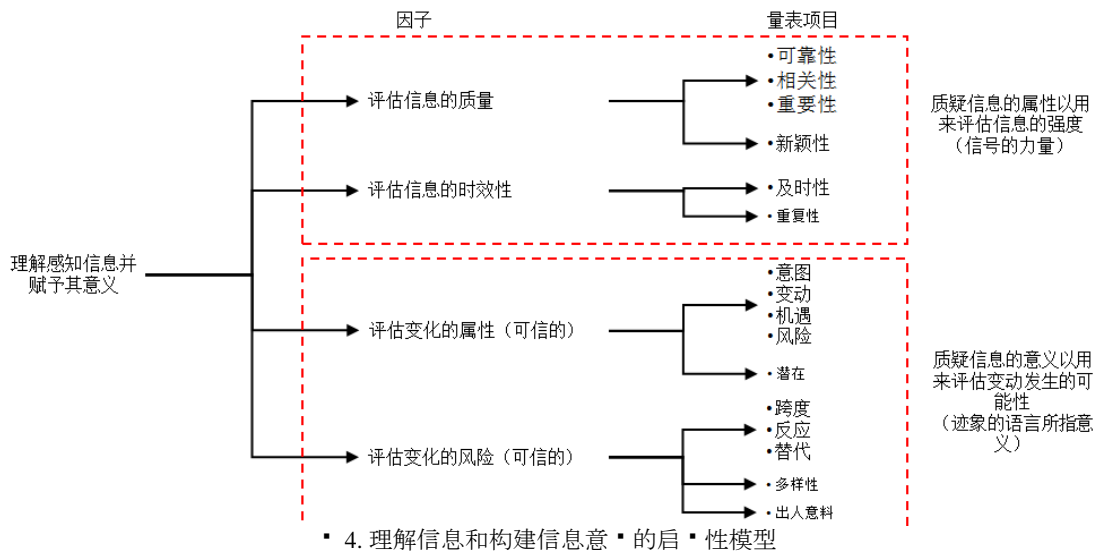 因子
量表项目
•可靠性
•相关性
•重要性
评估信息的质量
•新颖性
质疑信息的属性以用
来评估信息的强度
（信号的力量）
评估信息的时效性
•及时性
•重复性
理解感知信息并
赋予其意义
•意图
•变动
•机遇
•风险
评估变化的属性（可信的）
•潜在
质疑信息的意义以用
来评估变动发生的可
能性
（迹象的语言所指意
义）
•跨度
•反应
•替代
评估变化的风险（可信的）
•多样性
•出人意料
▪ 4. 理解信息和构建信息意▪的启▪性模型